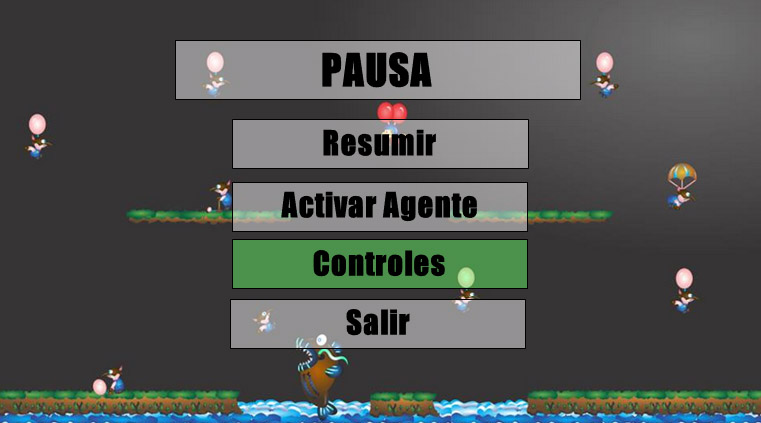 PAUSA
Resumir
Activar Agente
Controles
Salir